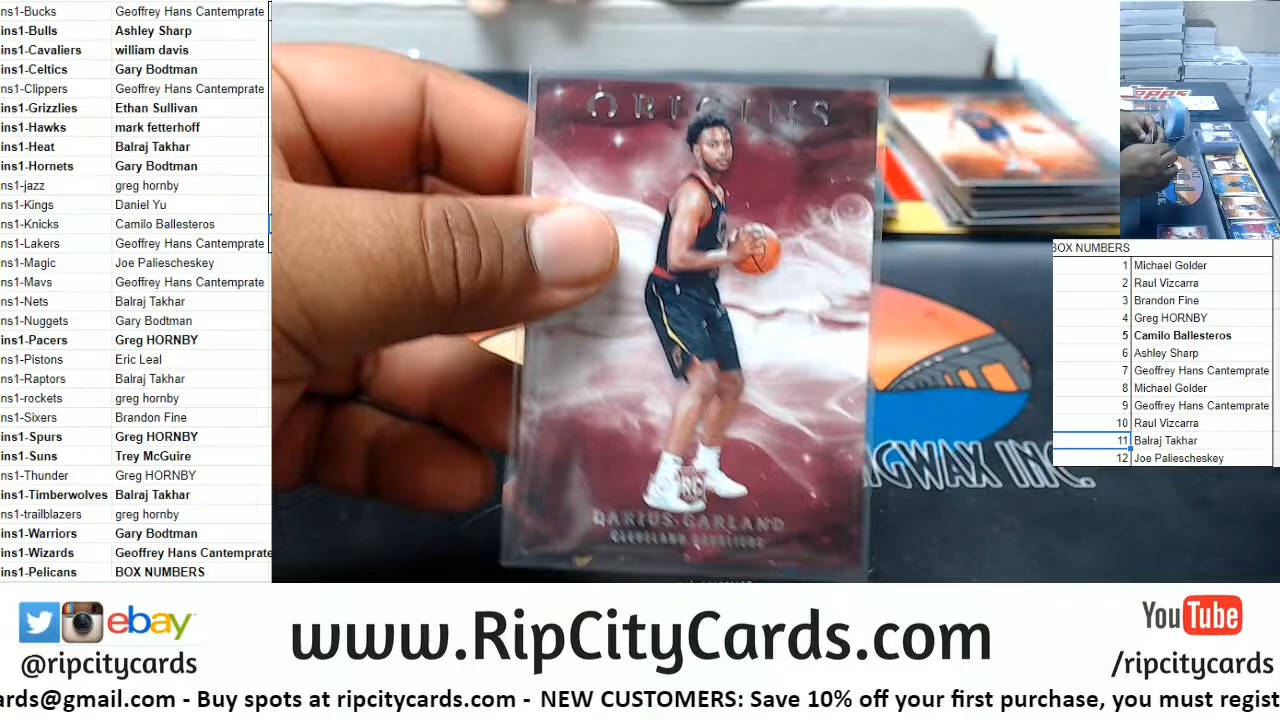 ns1-Bucks Geoffrey Hans Cantemprate
ins1-Bulls Ashley Sharp
ins1-Cavaliers william davis
ins1-Celtics Gary Bodtman
ns1-Clippers Geoffrey Hans Cantemprate
ins1-Grizzlies Ethan Sullivan
ins1-Hawks mark fetterhoff
ins1-Heat Balraj Takhar
ins1-Hornets Gary Bodtman
ns1-jazz greg hornby
ns1-Kings Daniel Yu
ns1-Knicks Camilo Ballesteros
ns1-Lakers Geoffrey Hans Cantemprate
ns1-Magic Joe Paliescheskey
ns1-Mavs Geoffrey Hans Cantemprate
ns1-Nets Balraj Takhar
ns1-Nuggets Gary Bodtman
ins1-Pacers Greg HORNBY
ins1-Pistons Eric Leal
ins1-Raptors Balraj Takhar
ins1-rockets greg hornby
ins1-Sixers Brandon Fine
ins1-Spurs Greg HORNBY
ins1-Suns Trey McGuire
ins1-Thunder Greg HORNBY
ins1-Timberwolves Balraj Takhar
ins1-trailblazers greg hornby
ins1-Warriors Gary Bodtman
ins1-Wizards Geoffrey Hans Cantemprate
ins1-Pelicans BOX NUMBERS
ORIGINS
RC
DARIUS GARLAND
CLEVELAND CAVALIERS
NGWAX INC.
TOPPS
BOX NUMBERS
1 Michael Golder
2 Raul Vizcarra
3 Brandon Fine
4 Greg HORNBY
5 Camilo Ballesteros
6 Ashley Sharp
7 Geoffrey Hans Cantemprate
8 Michael Golder
9 Geoffrey Hans Cantemprate
10 Raul Vizcarra
11 Balraj Takhar
12 Joe Paliescheskey
ebay
@ripcitycards
www.RipCityCards.com
YouTube
/ripcitycards
ards@gmail.com - Buy spots at ripcitycards.com - NEW CUSTOMERS: Save 10% off your first purchase, you must regist